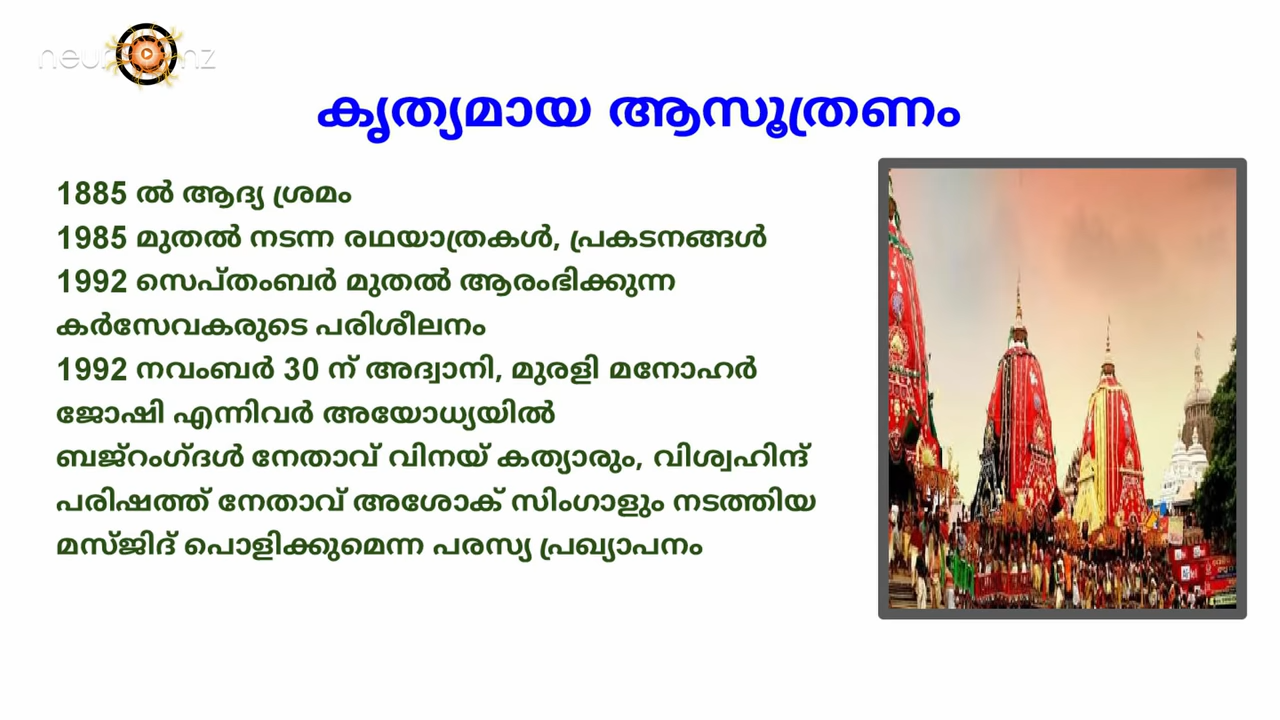 കൃത്യമായ ആസൂത്രണം
1885 ൽ ആദ്യ ശ്രമം
1985 മുതൽ നടന്ന രഥയാത്രകൾ, പ്രകടനങ്ങൾ
1992 സെപ്തംബർ മുതൽ ആരംഭിക്കുന്ന
കർസേവകരുടെ പരിശീലനം
1992 നവംബർ 30 ന് അദ്വാനി, മുരളി മനോഹർ
ജോഷി എന്നിവർ അയോധ്യയിൽ
ബജ്റംഗ്ദൾ നേതാവ് വിനയ് കത്യാരും, വിശ്വഹിന്ദ്
പരിഷത്ത് നേതാവ് അശോക് സിംഗാളും നടത്തിയ
മസ്ജിദ് പൊളിക്കുമെന്ന പരസ്യ പ്രഖ്യാപനം